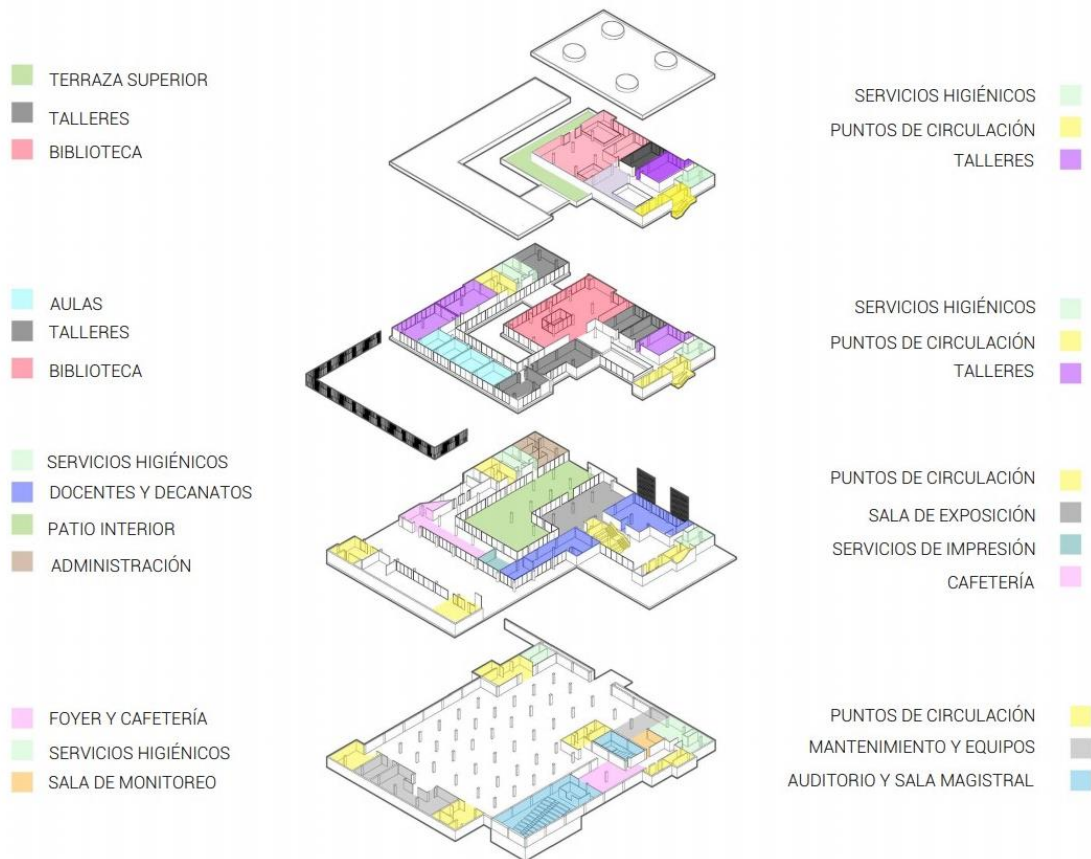 TERRAZA SUPERIOR
TALLERES
BIBLIOTECA
SERVICIOS HIGIÉNICOS
PUNTOS DE CIRCULACIÓN
TALLERES
AULAS
TALLERES
BIBLIOTECA
SERVICIOS HIGIÉNICOS
PUNTOS DE CIRCULACIÓN
TALLERES
SERVICIOS HIGIÉNICOS
DOCENTES Y DECANATOS
PATIO INTERIOR
ADMINISTRACIÓN
PUNTOS DE CIRCULACIÓN
SALA DE EXPOSICIÓN
SERVICIOS DE IMPRESIÓN
CAFETERÍA
FOYER Y CAFETERÍA
SERVICIOS HIGIÉNICOS
SALA DE MONITOREO
PUNTOS DE CIRCULACIÓN
MANTENIMIENTO Y EQUIPOS
AUDITORIO Y SALA MAGISTRAL